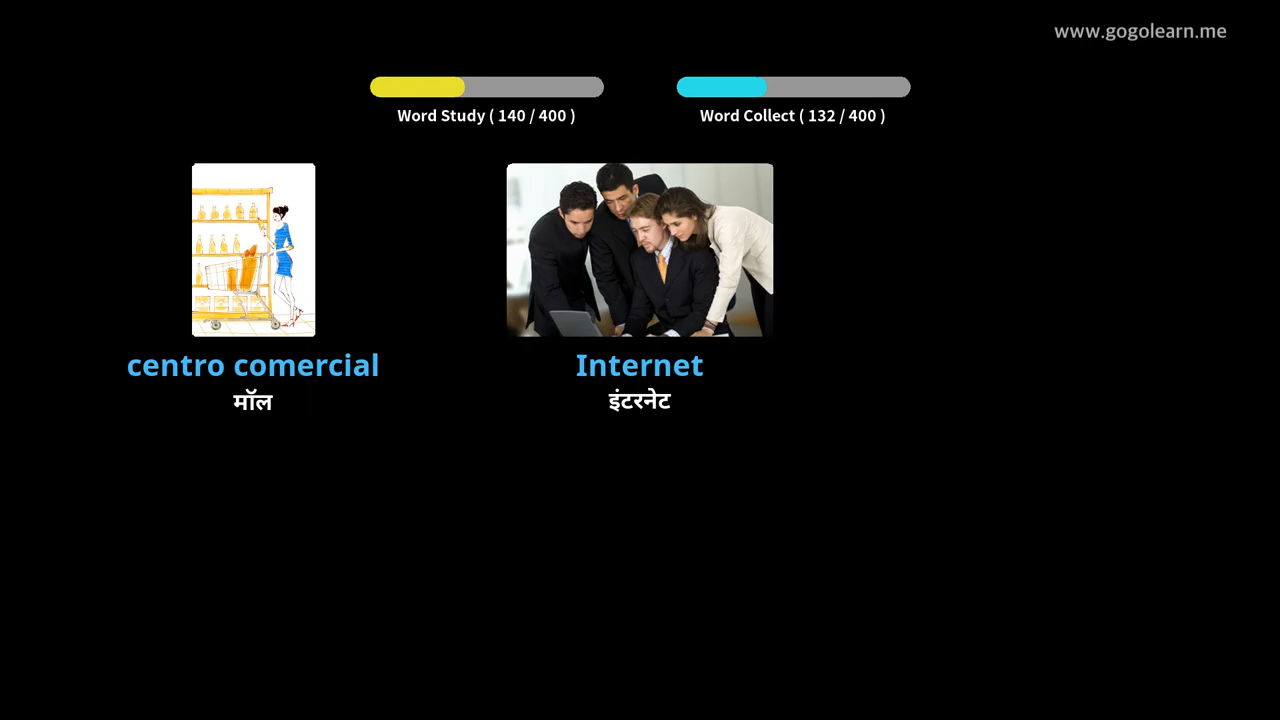 www.gogolearn.me
Word Study ( 140 / 400 )
Word Collect ( 132 / 400 )
centro comercial
मॉल
Internet
इंटरनेट